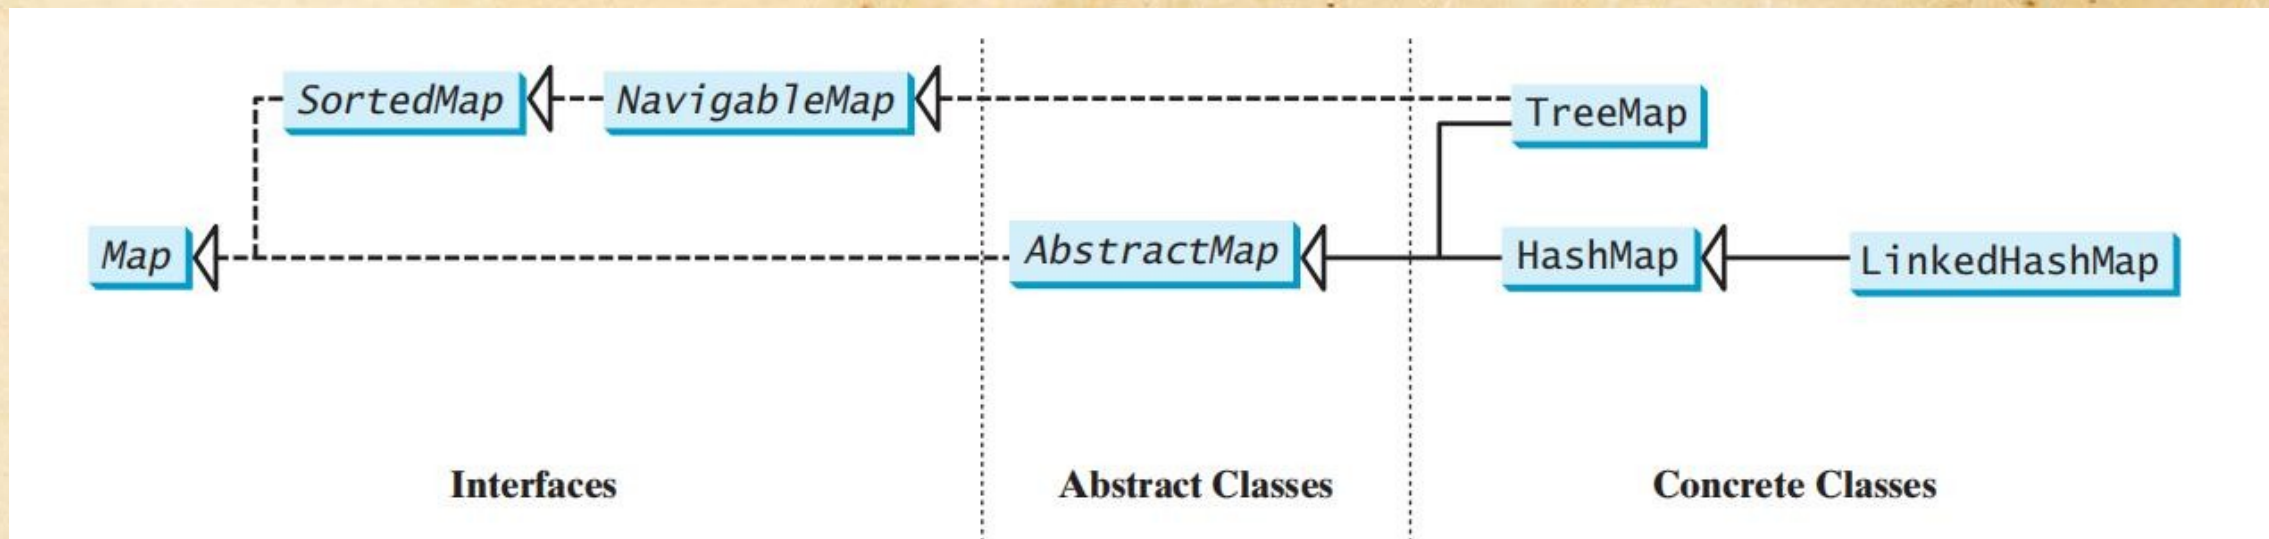 SortedMap
NavigableMap
TreeMap
Map
AbstractMap
HashMap
LinkedHashMap
Interfaces
Abstract Classes
Concrete Classes